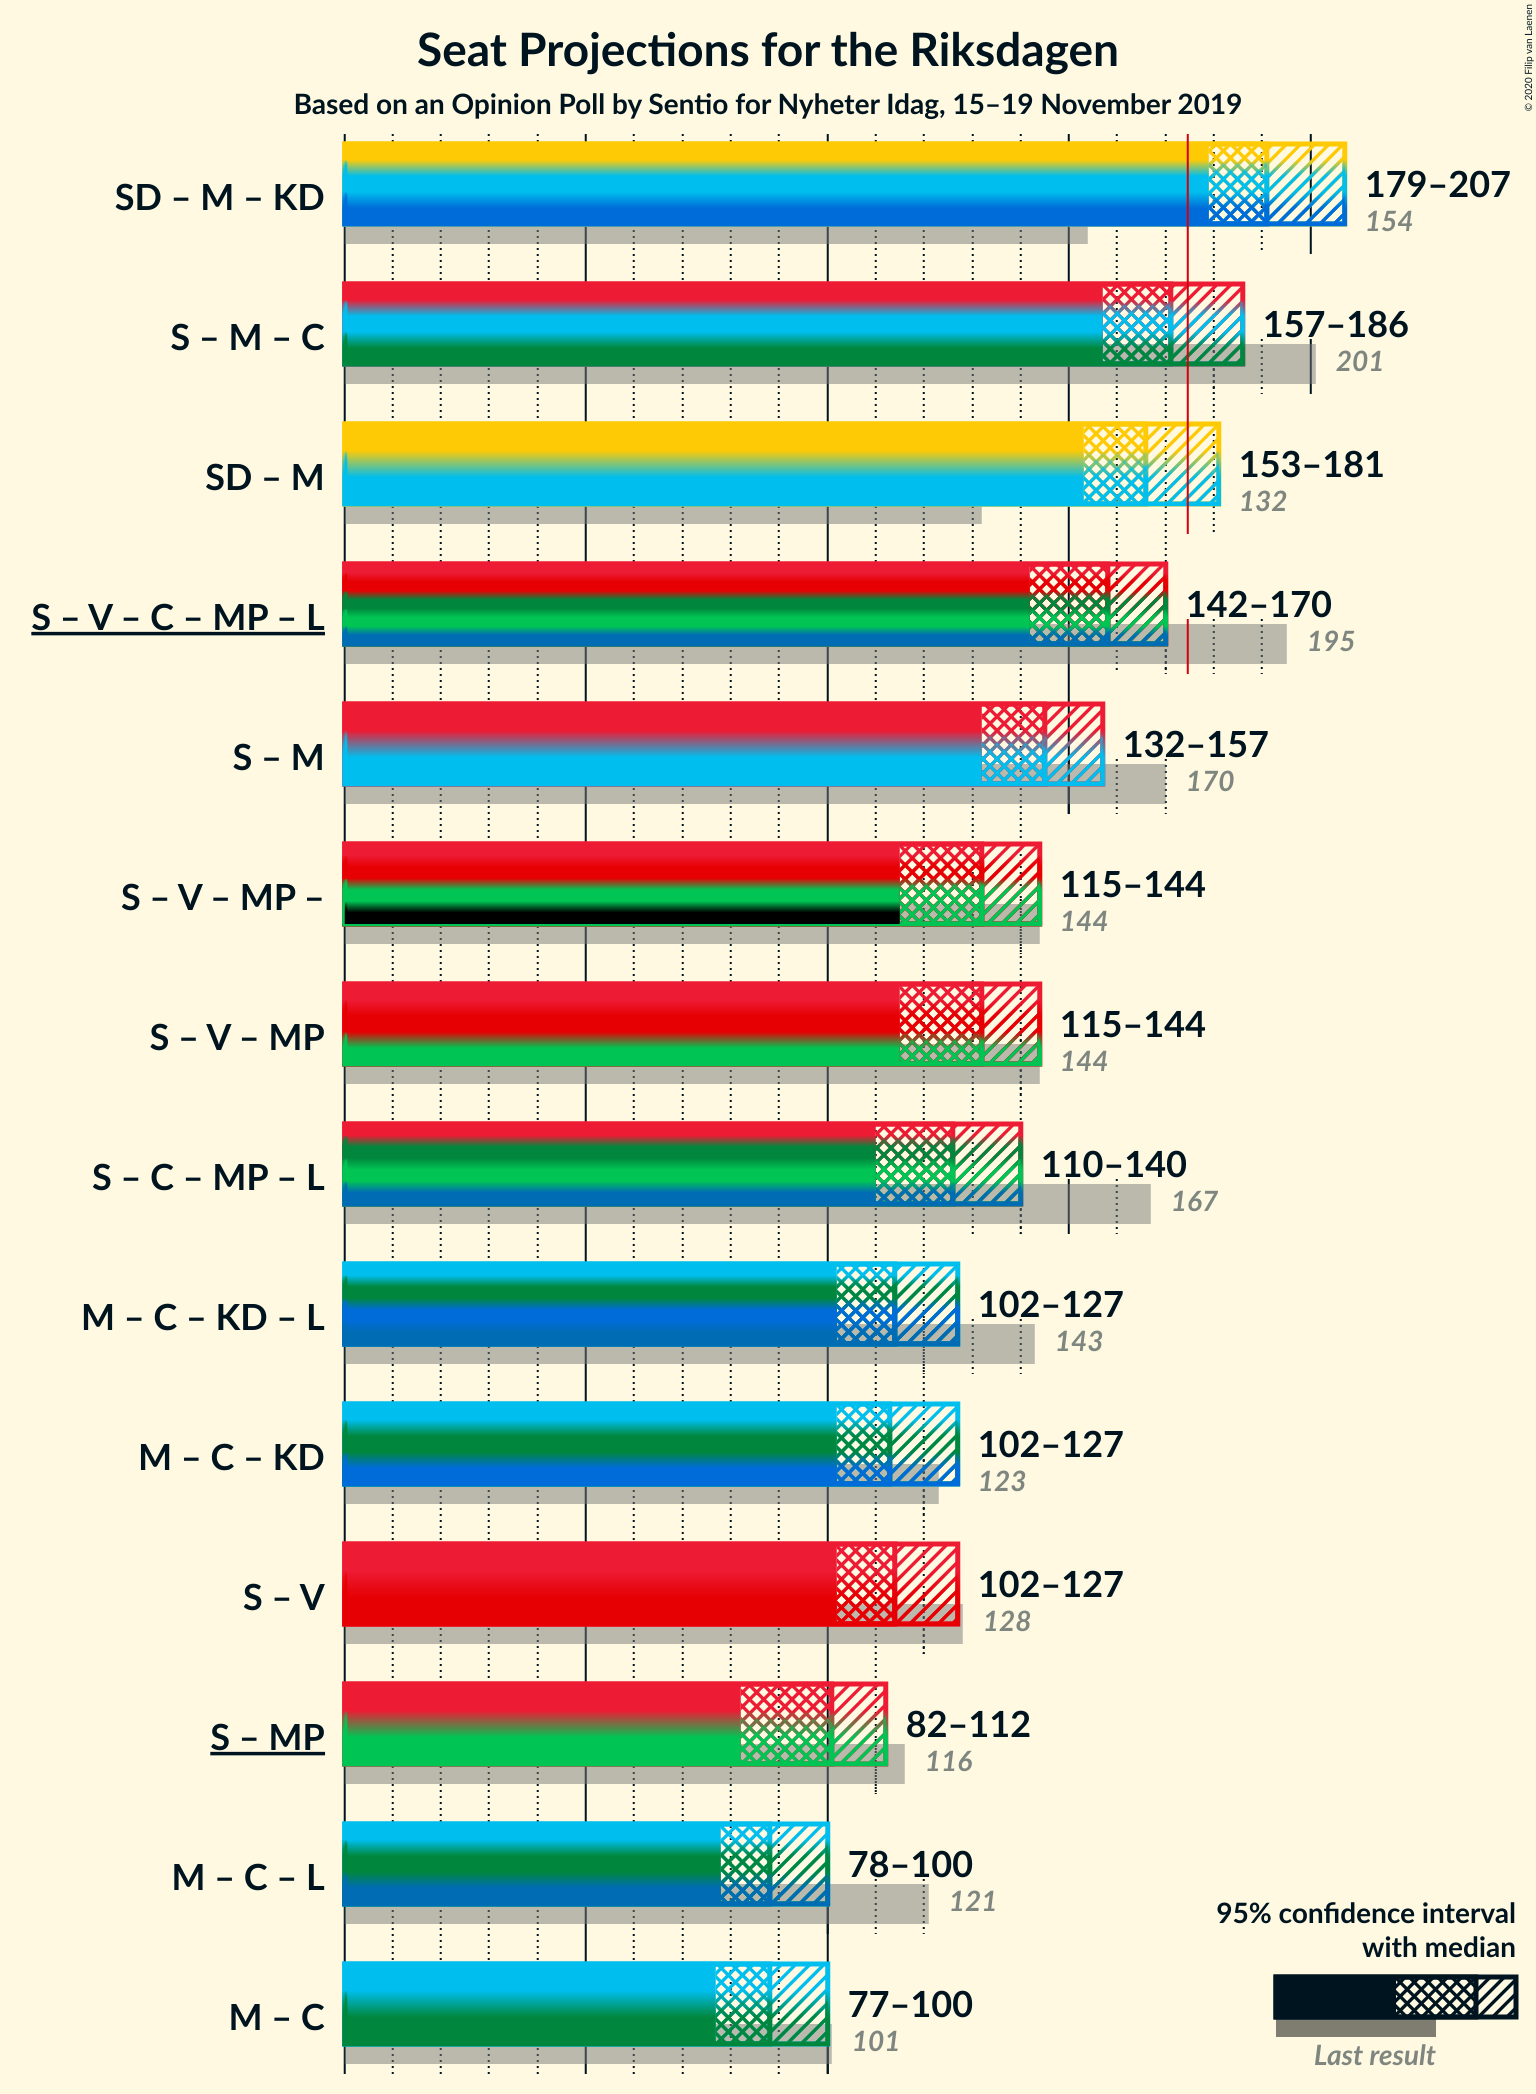 Seat Projections for the Riksdagen
Based on an Opinion Poll by Sentio for Nyheter Idag, 15–19 November 2019
© 2020 Filip van Laenen
SD – M – KD
179–207
154
S – M – C
157–186
201
SD – M
153–181
132
S – V – C – MP – L
142–170
195
S – M
132–157
170
S – V – MP –
115–144
144
S – V – MP
115–144
144
S – C – MP – L
110–140
167
M – C – KD – L
102–127
143
M – C – KD
102–127
123
S – V
102–127
128
S – MP
82–112
116
M – C – L
78–100
121
M – C
77–100
101
95% confidence interval
with median
Last result